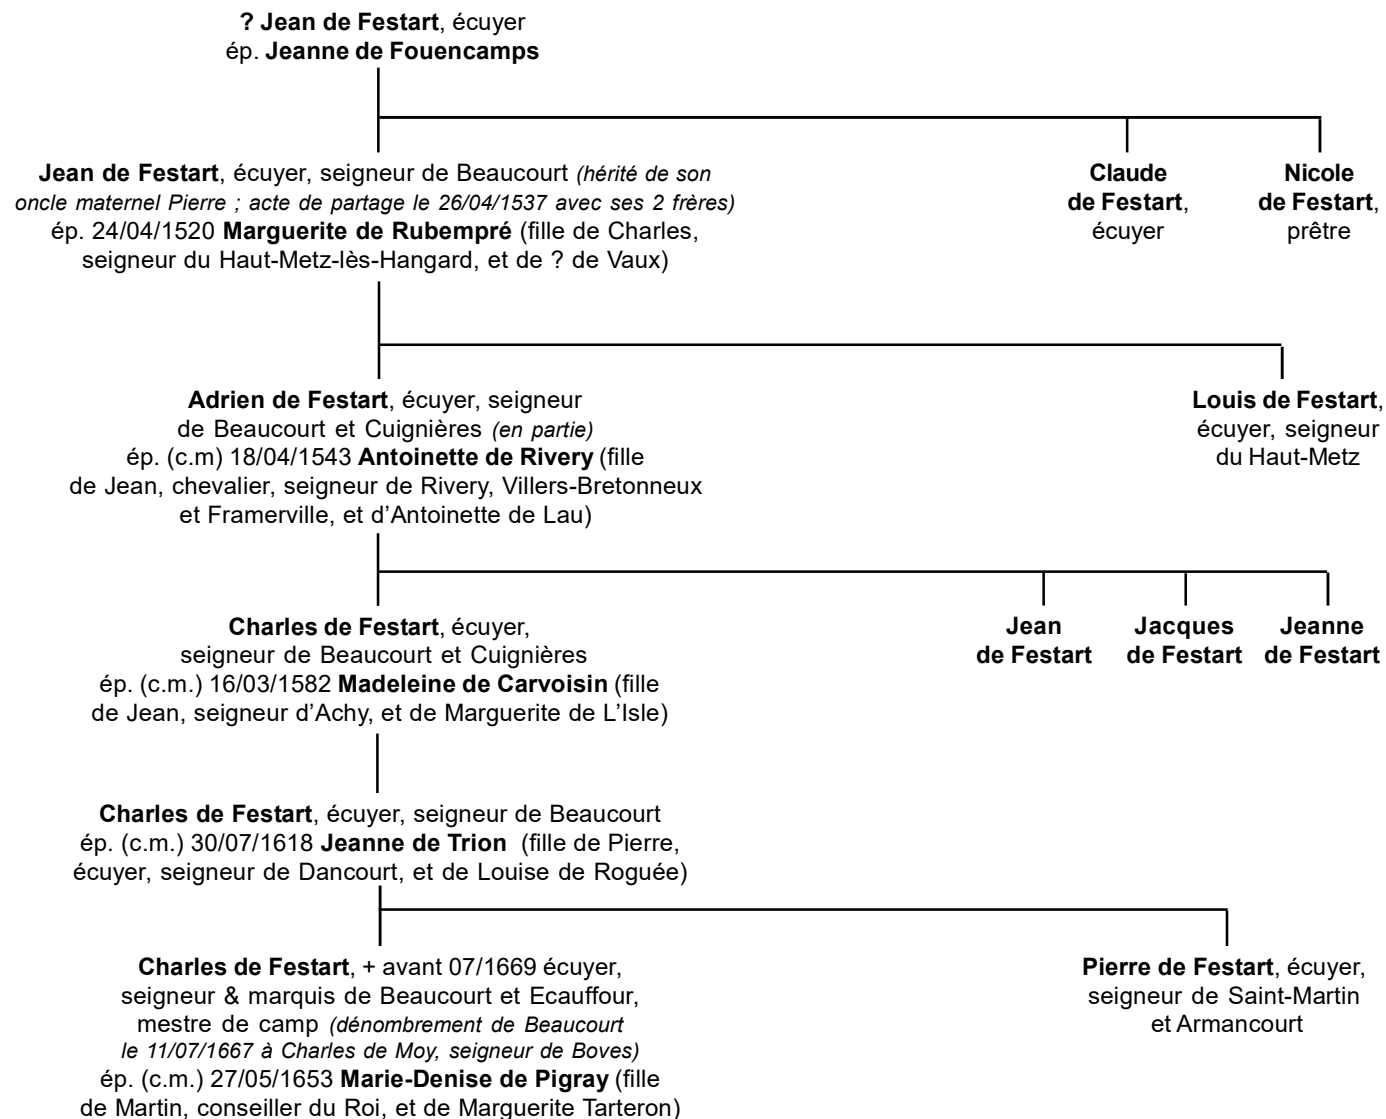 ? Jean de Festart, écuyer
ép. Jeanne de Fouencamps
Jean de Festart, écuyer, seigneur de Beaucourt (hérité de son
oncle maternel Pierre ; acte de partage le 26/04/1537 avec ses 2 frères)
ép. 24/04/1520 Marguerite de Rubempré (fille de Charles,
seigneur du Haut-Metz-lès-Hangard, et de ? de Vaux)
Claude
de Festart,
écuyer
Nicole
de Festart,
prêtre
Adrien de Festart, écuyer, seigneur
de Beaucourt et Cuignières (en partie)
ép. (c.m) 18/04/1543 Antoinette de Rivery (fille
de Jean, chevalier, seigneur de Rivery, Villers-Bretonneux
et Framerville, et d’Antoinette de Lau)
Louis de Festart,
écuyer, seigneur
du Haut-Metz
Charles de Festart, écuyer,
seigneur de Beaucourt et Cuignières
ép. (c.m.) 16/03/1582 Madeleine de Carvoisin (fille
de Jean, seigneur d’Achy, et de Marguerite de L’Isle)
Jean
de Festart
Jacques
de Festart
Jeanne
de Festart
Charles de Festart, écuyer, seigneur de Beaucourt
ép. (c.m.) 30/07/1618 Jeanne de Trion (fille de Pierre,
écuyer, seigneur de Dancourt, et de Louise de Roguée)
Charles de Festart, + avant 07/1669 écuyer,
seigneur & marquis de Beaucourt et Ecauffour,
mestre de camp (dénombrement de Beaucourt
le 11/07/1667 à Charles de Moy, seigneur de Boves)
ép. (c.m.) 27/05/1653 Marie-Denise de Pigray (fille
de Martin, conseiller du Roi, et de Marguerite Tarteron)
Pierre de Festart, écuyer,
seigneur de Saint-Martin
et Armancourt